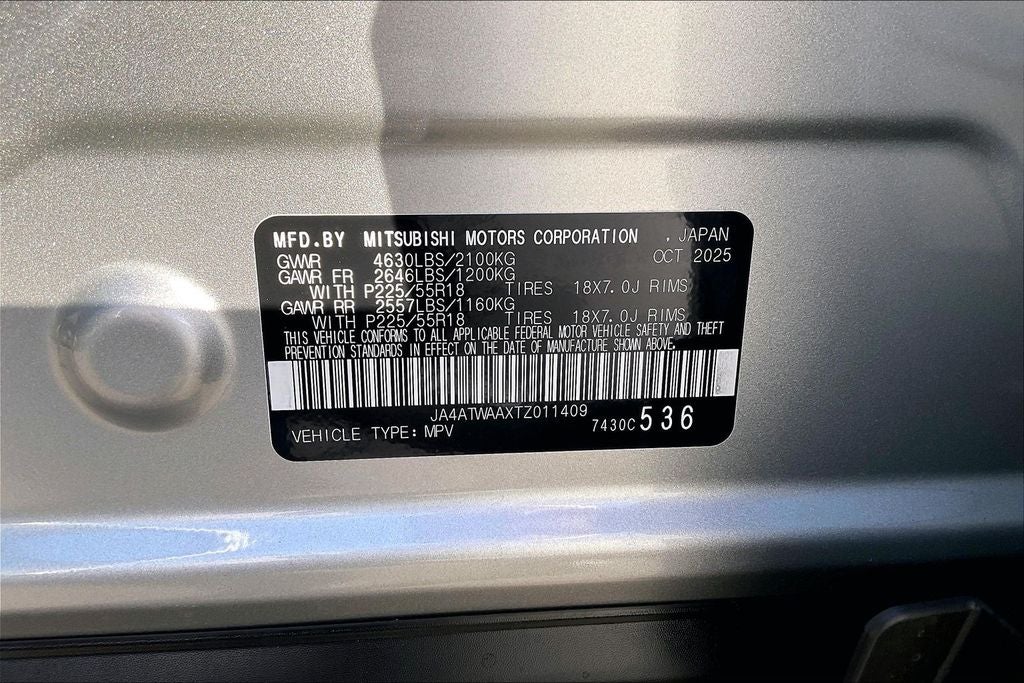 MFD.BY MITSUBISHI MOTORS CORPORATION , JAPAN
GVWR 4630LBS/2100KG OCT 2025
GAWR FR 2646LBS/1200KG
WITH P225/55R18 TIRES 18X7.0J RIMS
GAWR RR 2557LBS/1160KG
WITH P225/55R18 TIRES 18X7.0J RIMS
THIS VEHICLE CONFORMS TO ALL APPLICABLE FEDERAL MOTOR VEHICLE SAFETY AND THEFT
PREVENTION STANDARDS IN EFFECT ON THE DATE OF MANUFACTURE SHOWN ABOVE.
JA4ATWAAXTZ011409
VEHICLE TYPE: MPV 7430C 536